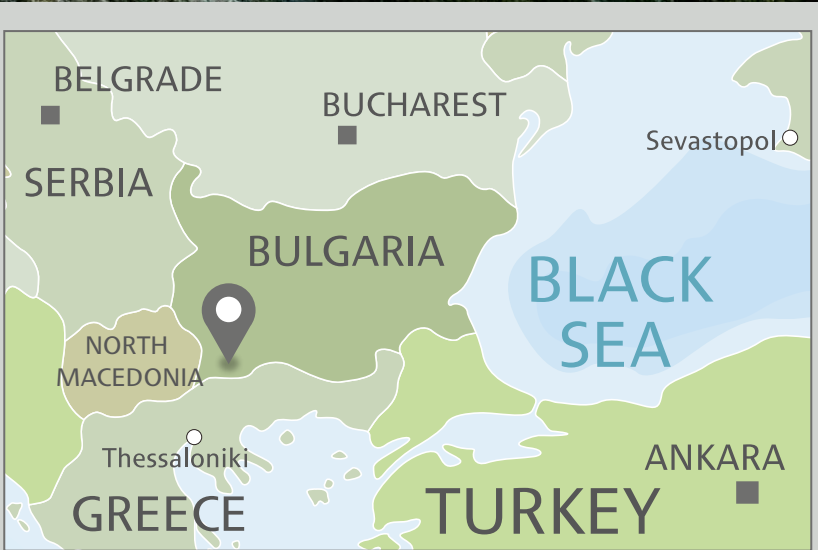 BELGRADE
BUCHAREST
Sevastopol
SERBIA
BULGARIA
BLACK
SEA
NORTH
MACEDONIA
Thessaloniki
ANKARA
GREECE
TURKEY